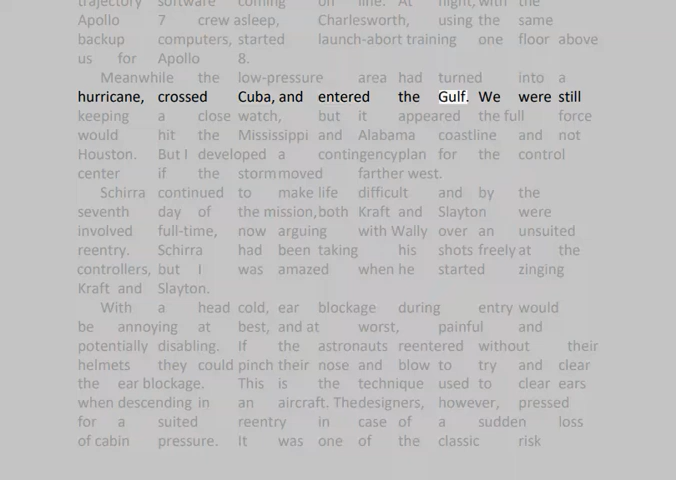 trajectory software coming on line. At night, with the
Apollo 7 crew asleep, Charlesworth, using the same
backup computers, started launch-abort training one floor above
us for Apollo 8.
Meanwhile the low-pressure area had turned into a
hurricane, crossed Cuba, and entered the Gulf. We were still
keeping a close watch, but it appeared the full force
would hit the Mississippi and Alabama coastline and not
Houston. But I developed a contingencyplan for the control
center if the storm moved farther west.
Schirra continued to make life difficult and by the
seventh day of the mission, both Kraft and Slayton were
involved full-time, now arguing with Wally over an unsuited
reentry. Schirra had been taking his shots freely at the
controllers, but I was amazed when he started zinging
Kraft and Slayton.
With a head cold, ear blockage during entry would
be annoying at best, and at worst, painful and
potentially disabling. If the astronauts reentered without their
helmets they could pinch their nose and blow to try and clear
the ear blockage. This is the technique used to clear ears
when descending in an aircraft. The designers, however, pressed
for a suited reentry in case of a sudden loss
of cabin pressure. It was one of the classic risk